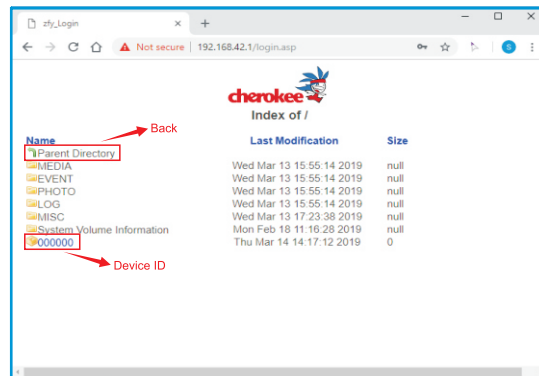 zfy_Login
Not secure | 192.168.42.1/login.asp
S
cherokee
Index of /
Back
Name Last Modification Size
Parent Directory
MEDIA Wed Mar 13 15:55:14 2019 null
EVENT Wed Mar 13 15:55:14 2019 null
PHOTO Wed Mar 13 15:55:14 2019 null
LOG Wed Mar 13 15:55:14 2019 null
MISC Wed Mar 13 17:23:38 2019 null
System Volume Information Mon Feb 18 11:16:28 2019 null
000000 Thu Mar 14 14:17:12 2019 0
Device ID